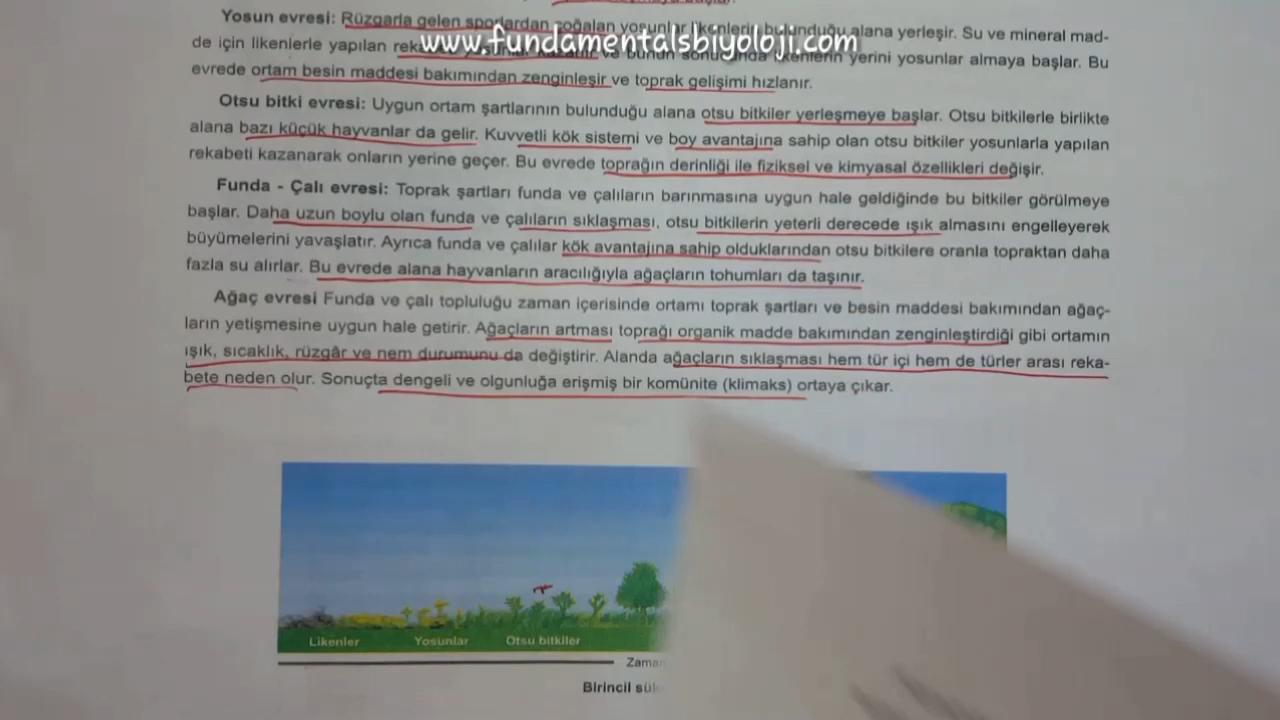 Yosun evresi: Rüzgarla gelen sporlardan çoğalan yosunlar likenlerin bulunduğu alana yerleşir. Su ve mineral mad-
www.fundamentalsbiyoloji.com
de için likenlerle yapılan rekabeti yosunlar kazanır ve bunun sonucunda likenlerin yerini yosunlar almaya başlar. Bu
evrede ortam besin maddesi bakımından zenginleşir ve toprak gelişimi hızlanır.
Otsu bitki evresi: Uygun ortam şartlarının bulunduğu alana otsu bitkiler yerleşmeye başlar. Otsu bitkilerle birlikte
alana bazı küçük hayvanlar da gelir. Kuvvetli kök sistemi ve boy avantajına sahip olan otsu bitkiler yosunlarla yapılan
rekabeti kazanarak onların yerine geçer. Bu evrede toprağın derinliği ile fiziksel ve kimyasal özellikleri değişir.
Funda - Çalı evresi: Toprak şartları funda ve çalıların barınmasına uygun hale geldiğinde bu bitkiler görülmeye
başlar. Daha uzun boylu olan funda ve çalıların sıklaşması, otsu bitkilerin yeterli derecede ışık almasını engelleyerek
büyümelerini yavaşlatır. Ayrıca funda ve çalılar kök avantajına sahip olduklarından otsu bitkilere oranla topraktan daha
fazla su alırlar. Bu evrede alana hayvanların aracılığıyla ağaçların tohumları da taşınır.
Ağaç evresi Funda ve çalı topluluğu zaman içerisinde ortamı toprak şartları ve besin maddesi bakımından ağaç-
ların yetişmesine uygun hale getirir. Ağaçların artması toprağı organik madde bakımından zenginleştirdiği gibi ortamın
ışık, sıcaklık, rüzgâr ve nem durumunu da değiştirir. Alanda ağaçların sıklaşması hem tür içi hem de türler arası reka-
bete neden olur. Sonuçta dengeli ve olgunluğa erişmiş bir komünite (klimaks) ortaya çıkar.
Likenler Yosunlar Otsu bitkiler
Zaman
Birincil